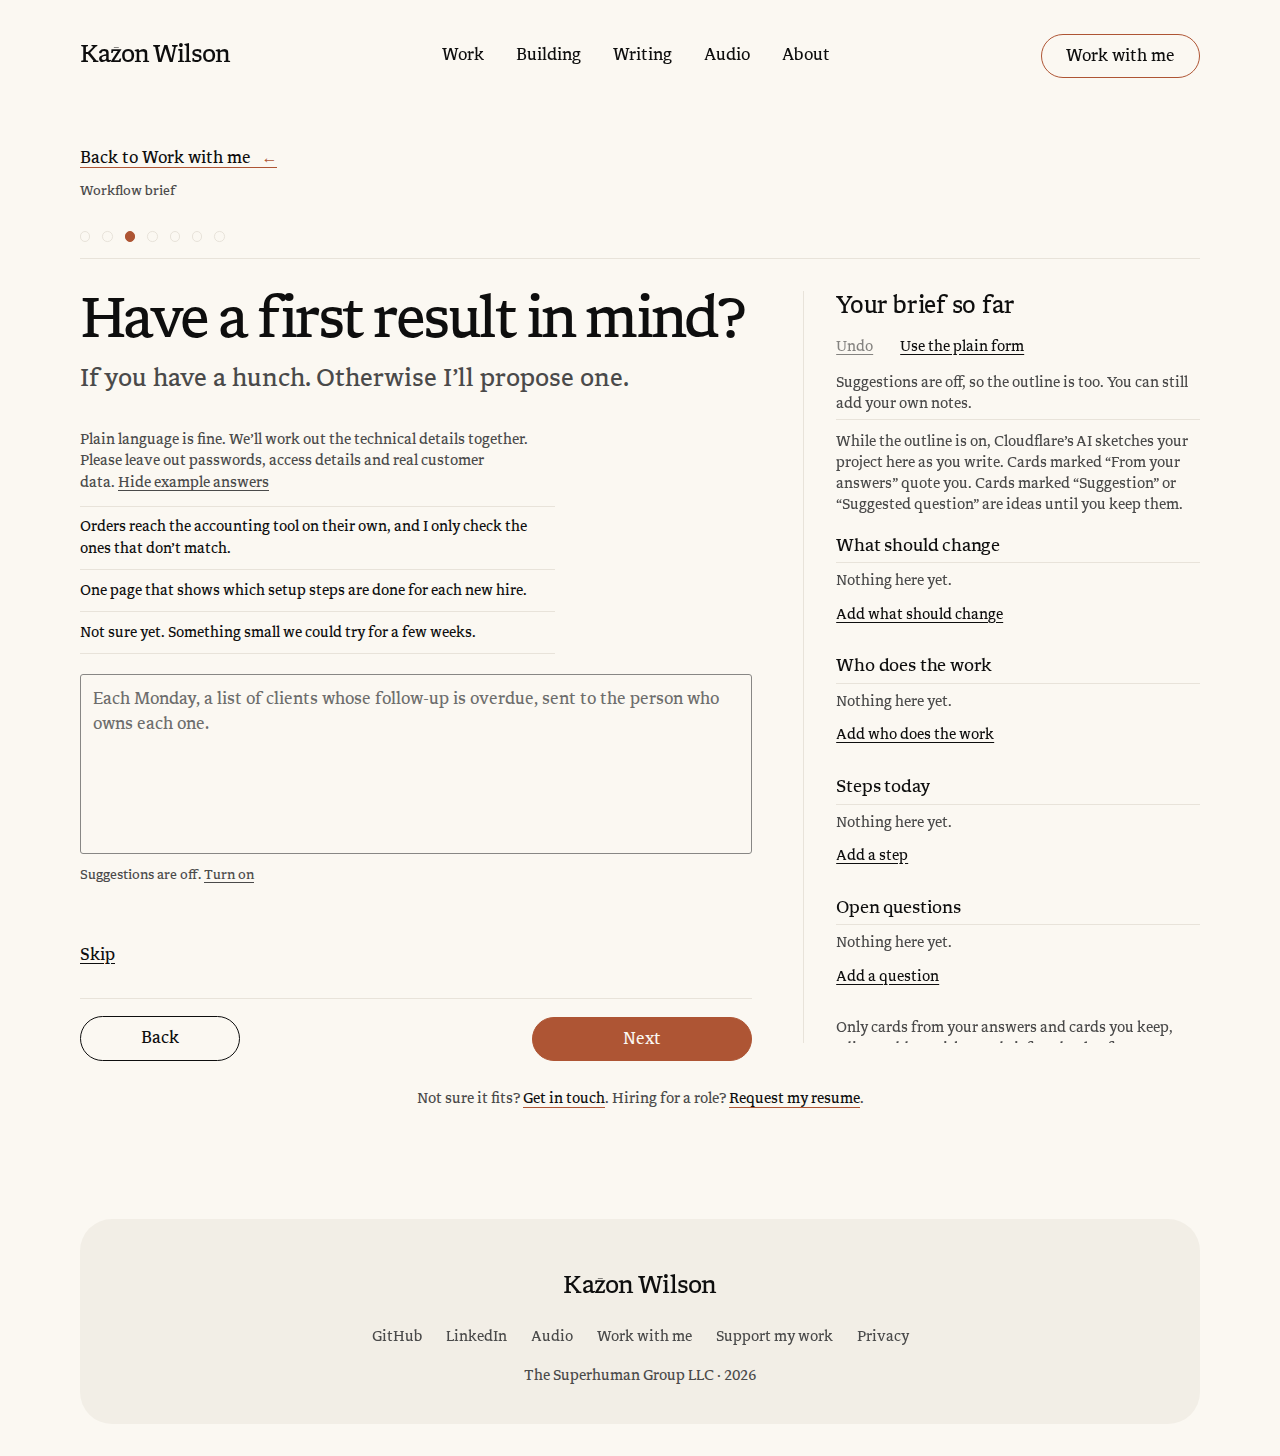 Kažon Wilson
Work
Building
Writing
Audio
About
Work with me
Back to Work with me ←
Workflow brief
Have a first result in mind?
If you have a hunch. Otherwise I’ll propose one.
Plain language is fine. We’ll work out the technical details together.
Please leave out passwords, access details and real customer
data. Hide example answers
Orders reach the accounting tool on their own, and I only check the
ones that don’t match.
One page that shows which setup steps are done for each new hire.
Not sure yet. Something small we could try for a few weeks.
Each Monday, a list of clients whose follow-up is overdue, sent to the person who
owns each one.
Suggestions are off. Turn on
Skip
Back
Next
Your brief so far
Undo
Use the plain form
Suggestions are off, so the outline is too. You can still
add your own notes.
While the outline is on, Cloudflare’s AI sketches your
project here as you write. Cards marked “From your
answers” quote you. Cards marked “Suggestion” or
“Suggested question” are ideas until you keep them.
What should change
Nothing here yet.
Add what should change
Who does the work
Nothing here yet.
Add who does the work
Steps today
Nothing here yet.
Add a step
Open questions
Nothing here yet.
Add a question
Only cards from your answers and cards you keep,
Not sure it fits? Get in touch. Hiring for a role? Request my resume.
Kažon Wilson
GitHub
LinkedIn
Audio
Work with me
Support my work
Privacy
The Superhuman Group LLC · 2026